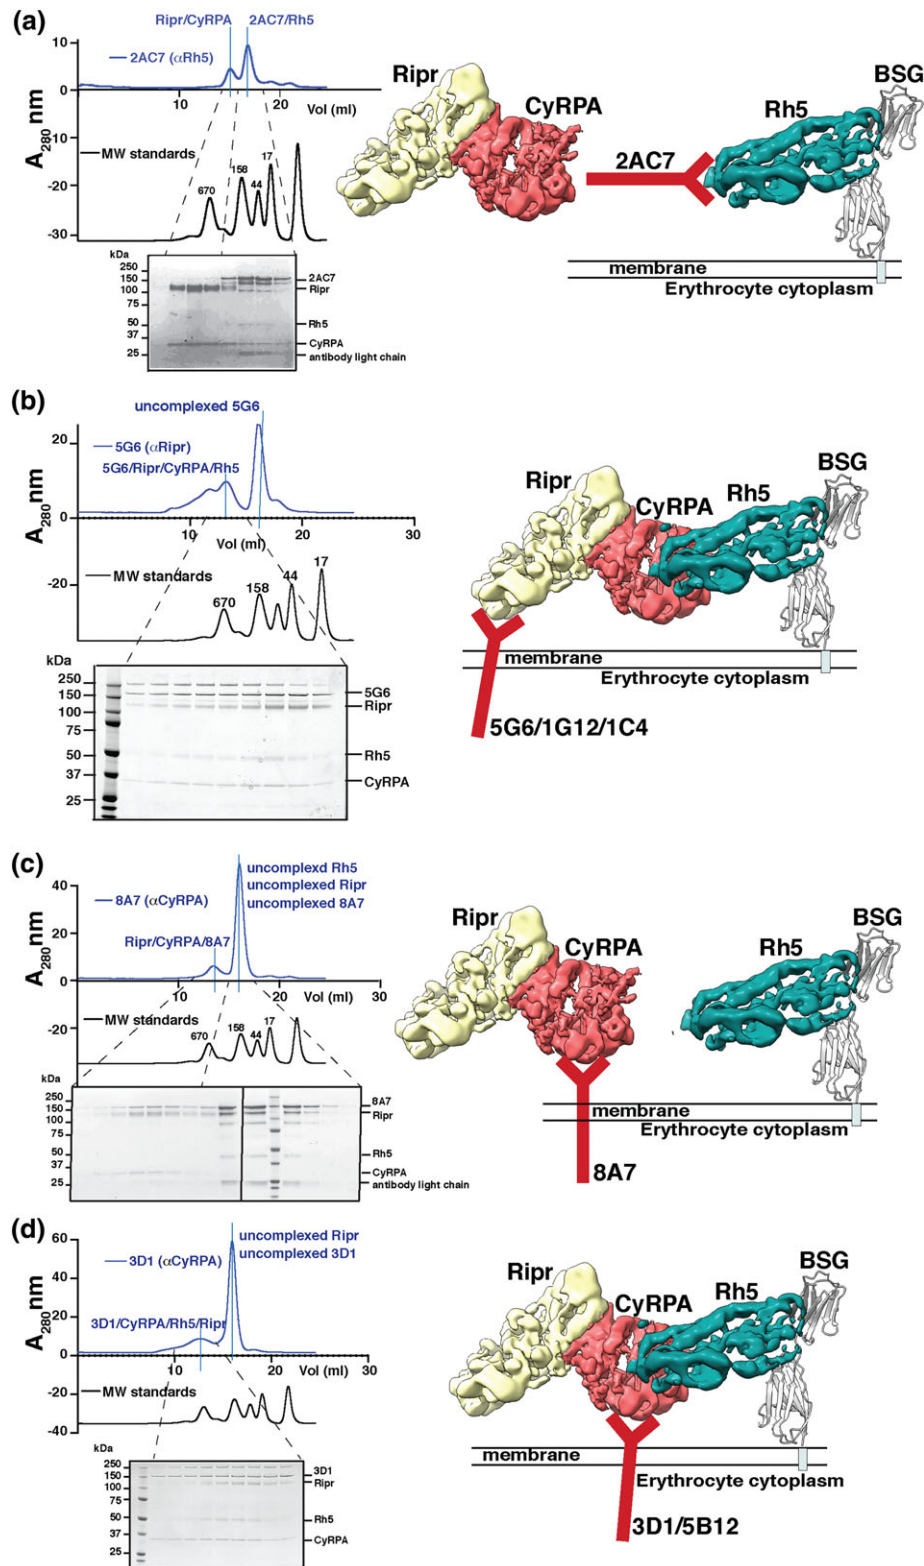 (a)
Ripr/CyRPA 2AC7/Rh5
2AC7 (αRh5)
A280nm
10
0
10 20
Vol (ml)
-10
-20
-30
MW standards
670 158 44 17
kDa
250
150
100
75
50
37
25
2AC7
Ripr
Rh5
CyRPA
antibody light chain
Ripr
CyRPA
2AC7
Rh5
BSG
membrane
Erythrocyte cytoplasm
(b)
uncomplexed 5G6
5G6 (αRipr)
5G6/Ripr/CyRPA/Rh5
A280nm
20
0
10 20 30
Vol (ml)
-20
MW standards
670 158 44 17
kDa
250
150
100
75
50
37
25
5G6
Ripr
Rh5
CyRPA
Ripr
CyRPA
Rh5
BSG
membrane
Erythrocyte cytoplasm
5G6/1G12/1C4
(c)
uncomplexd Rh5
uncomplexed Ripr
uncomplexed 8A7
8A7 (αCyRPA)
Ripr/CyRPA/8A7
A280nm
40
20
0
10 20 30
Vol (ml)
-20
MW standards
670 158 44 17
kDa
250
150
100
75
50
37
25
8A7
Ripr
Rh5
CyRPA
antibody light chain
Ripr
CyRPA
Rh5
BSG
membrane
Erythrocyte cytoplasm
8A7
(d)
uncomplexed Ripr
uncomplexed 3D1
3D1 (αCyRPA)
3D1/CyRPA/Rh5/Ripr
A280nm
60
40
20
0
10 20 30
Vol (ml)
-20
-40
MW standards
kDa
250
150
100
75
50
37
25
3D1
Ripr
Rh5
CyRPA
Ripr
CyRPA
Rh5
BSG
membrane
Erythrocyte cytoplasm
3D1/5B12